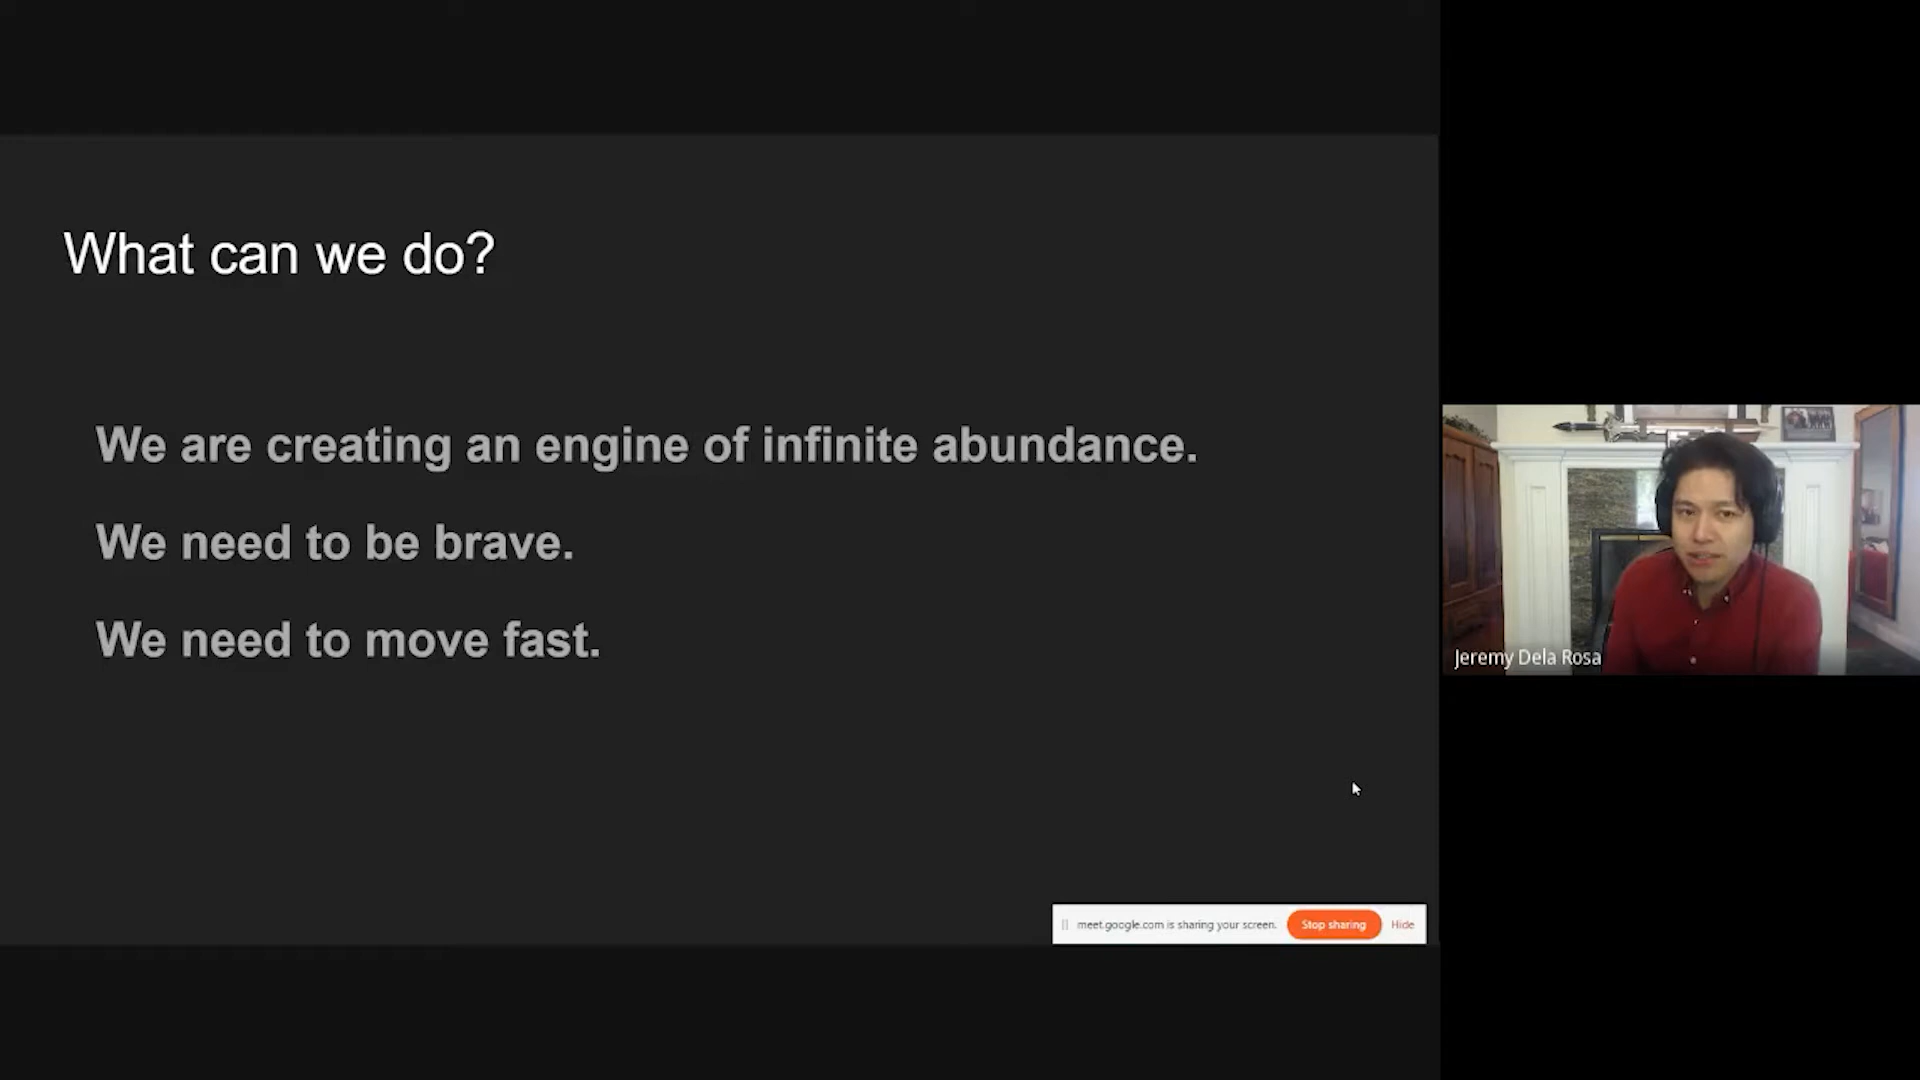 What can we do?
We are creating an engine of infinite abundance.
We need to be brave.
We need to move fast.
Jeremy Dela Rosa
meet.google.com is sharing your screen. Stop sharing Hide